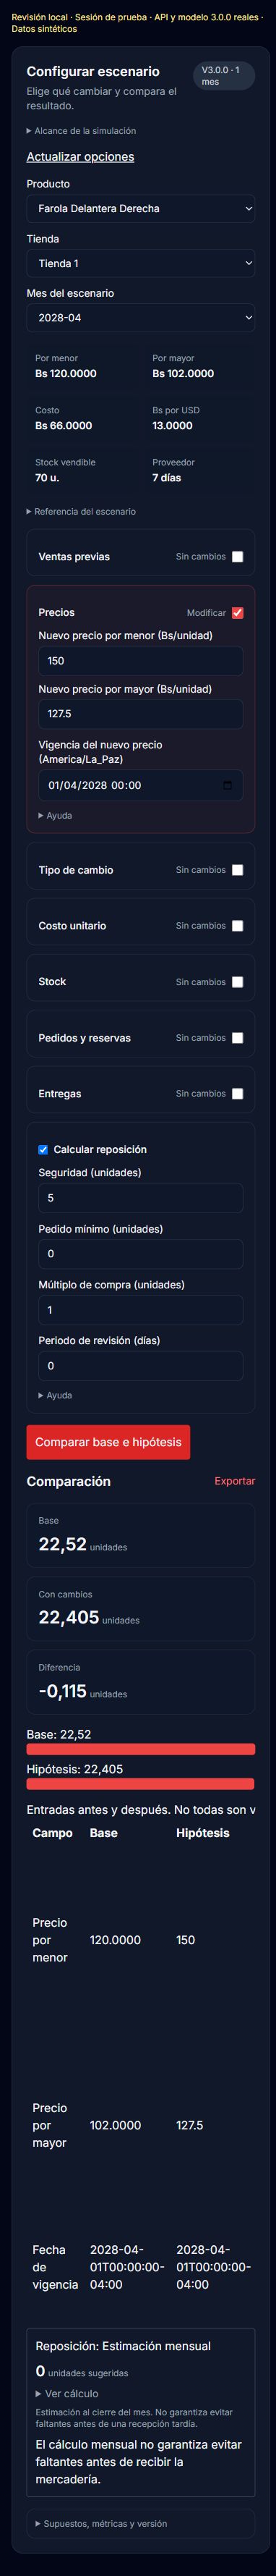 Revisión local · Sesión de prueba · API y modelo 3.0.0 reales ·
Datos sintéticos
Configurar escenario
V3.0.0 · 1
mes
Elige qué cambiar y compara el
resultado.
▶ Alcance de la simulación
Actualizar opciones
Producto
Farola Delantera Derecha
Tienda
Tienda 1
Mes del escenario
2028-04
Por menor
Bs 120.0000
Por mayor
Bs 102.0000
Costo
Bs 66.0000
Bs por USD
13.0000
Stock vendible
70 u.
Proveedor
7 días
▶ Referencia del escenario
Ventas previas Sin cambios
Precios Modificar
Nuevo precio por menor (Bs/unidad)
150
Nuevo precio por mayor (Bs/unidad)
127.5
Vigencia del nuevo precio
(America/La_Paz)
01/04/2028 00:00
▶ Ayuda
Tipo de cambio Sin cambios
Costo unitario Sin cambios
Stock Sin cambios
Pedidos y reservas Sin cambios
Entregas Sin cambios
Calcular reposición
Seguridad (unidades)
5
Pedido mínimo (unidades)
0
Múltiplo de compra (unidades)
1
Periodo de revisión (días)
0
▶ Ayuda
Comparar base e hipótesis
Comparación Exportar
Base
22,52 unidades
Con cambios
22,405 unidades
Diferencia
-0,115 unidades
Base: 22,52
Hipótesis: 22,405
Entradas antes y después. No todas son v
Campo Base Hipótesis
Precio
por
menor
120.0000 150
Precio
por
mayor
102.0000 127.5
Fecha
de
vigencia
2028-04-
01T00:00:00-
04:00
2028-04-
01T00:00:00-
04:00
Reposición: Estimación mensual
0 unidades sugeridas
▶ Ver cálculo
Estimación al cierre del mes. No garantiza evitar
faltantes antes de una recepción tardía.
El cálculo mensual no garantiza evitar
faltantes antes de recibir la
mercadería.
▶ Supuestos, métricas y versión